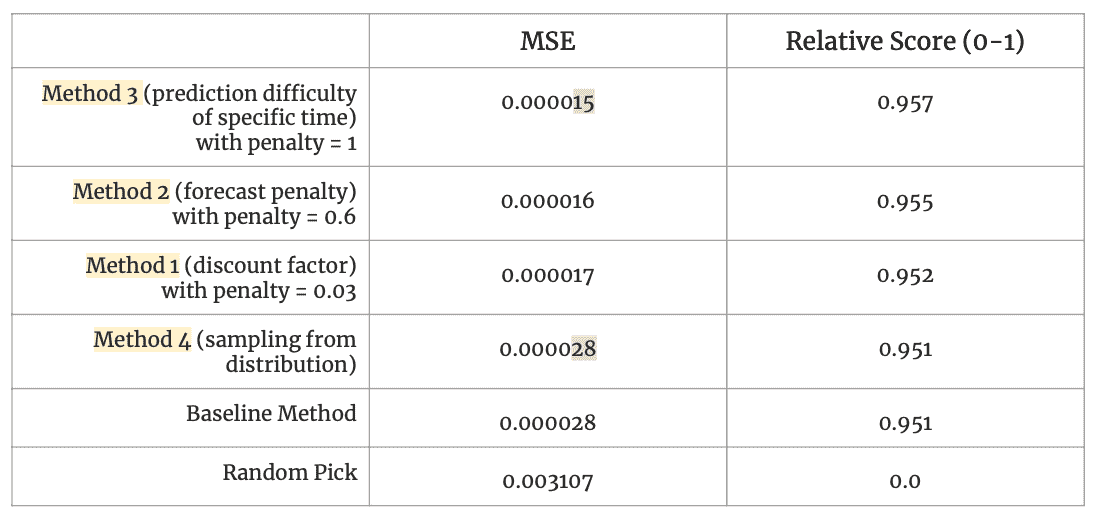 MSE
Relative Score (0-1)
Method 3 (prediction difficulty
of specific time)
with penalty = 1
0.000015
0.957
Method 2 (forecast penalty)
with penalty = 0.6
0.000016
0.955
Method 1 (discount factor)
with penalty = 0.03
0.000017
0.952
Method 4 (sampling from
distribution)
0.000028
0.951
Baseline Method
0.000028
0.951
Random Pick
0.003107
0.0